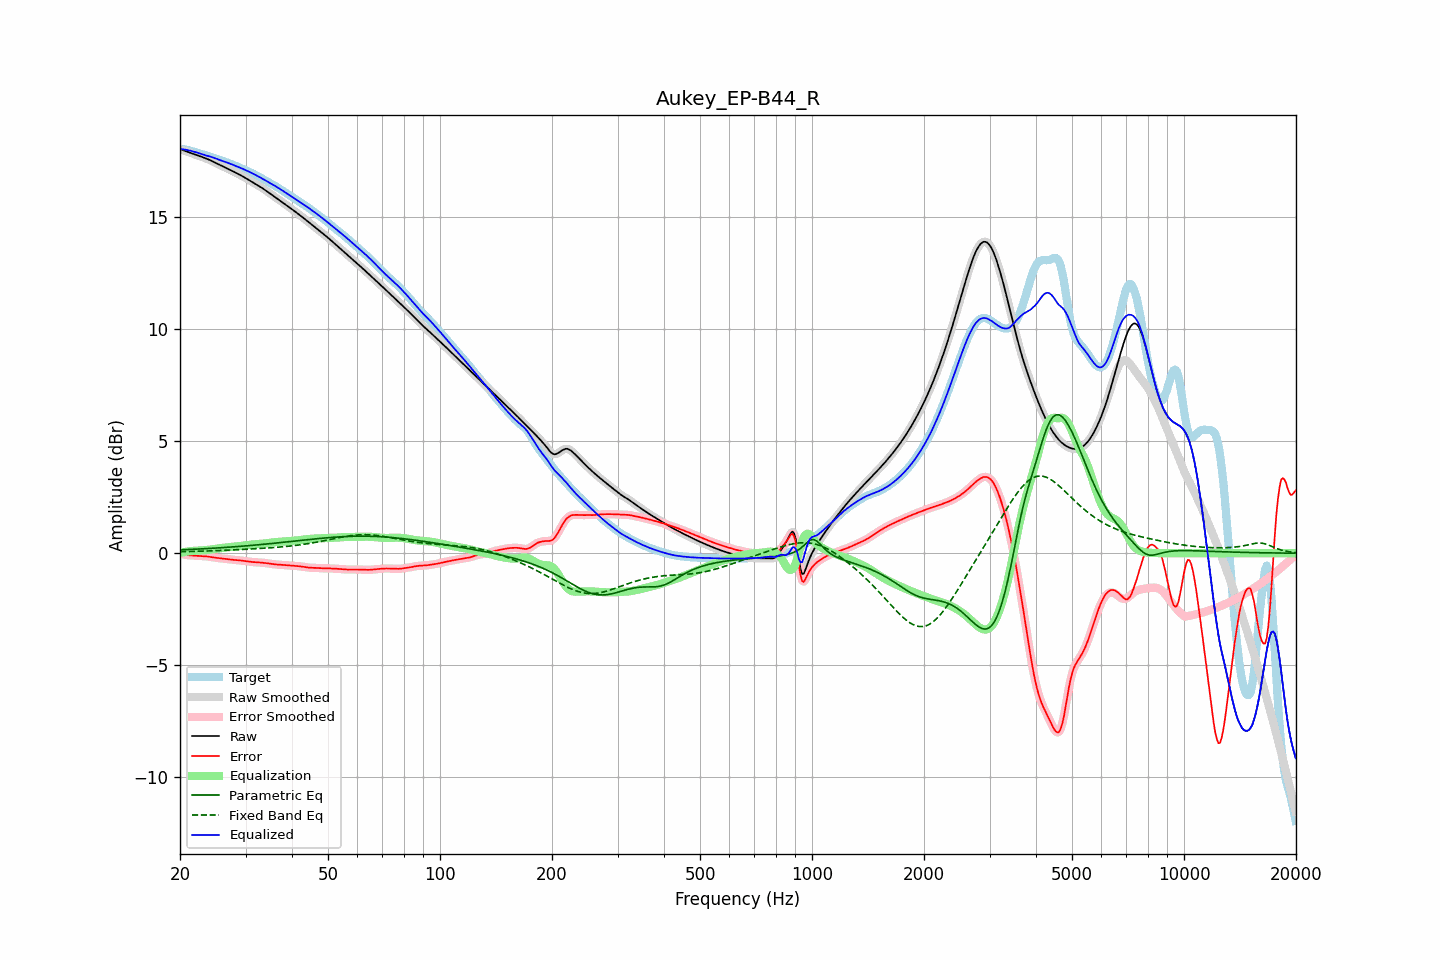 Aukey_EP-B44_R
Amplitude (dBr)
15
10
5
0
−5
−10
Target
Raw Smoothed
Error Smoothed
Raw
Error
Equalization
Parametric Eq
Fixed Band Eq
Equalized
20 50 100 200 500 1000 2000 5000 10000 20000
Frequency (Hz)